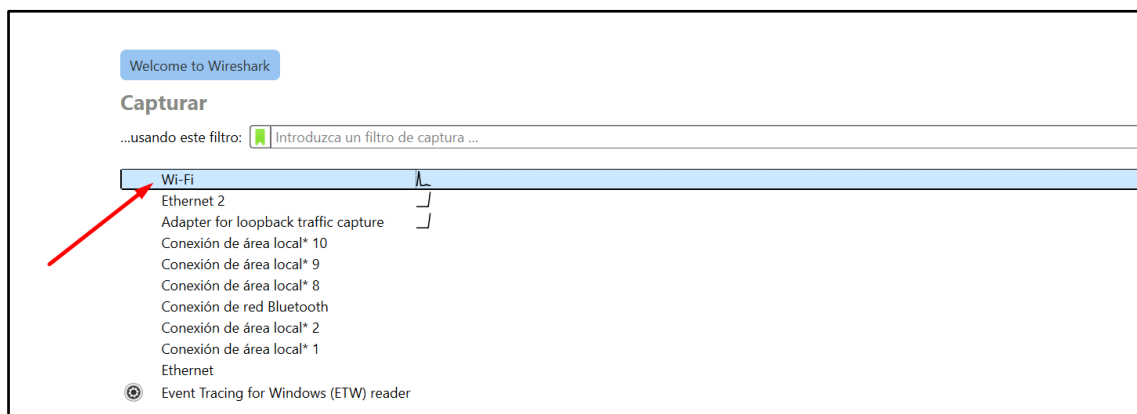 Welcome to Wireshark
Capturar
...usando este filtro: Introduzca un filtro de captura ...
Wi-Fi
Ethernet 2
Adapter for loopback traffic capture
Conexión de área local* 10
Conexión de área local* 9
Conexión de área local* 8
Conexión de red Bluetooth
Conexión de área local* 2
Conexión de área local* 1
Ethernet
Event Tracing for Windows (ETW) reader